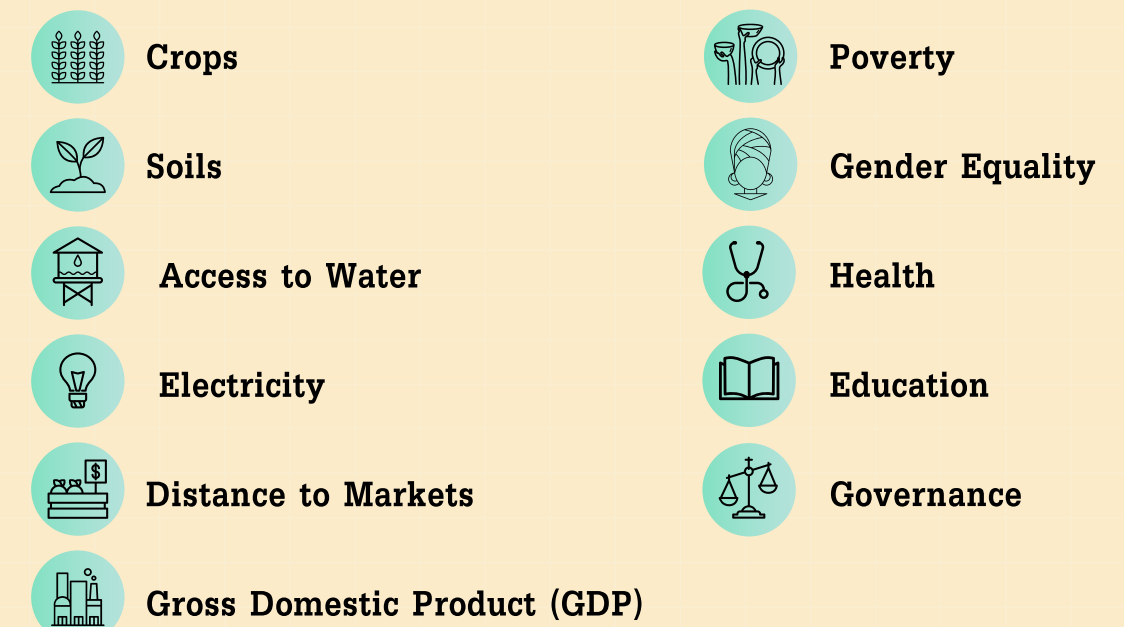 Crops
Soils
Access to Water
Electricity
Distance to Markets
$
Gross Domestic Product (GDP)
Poverty
Gender Equality
Health
Education
Governance